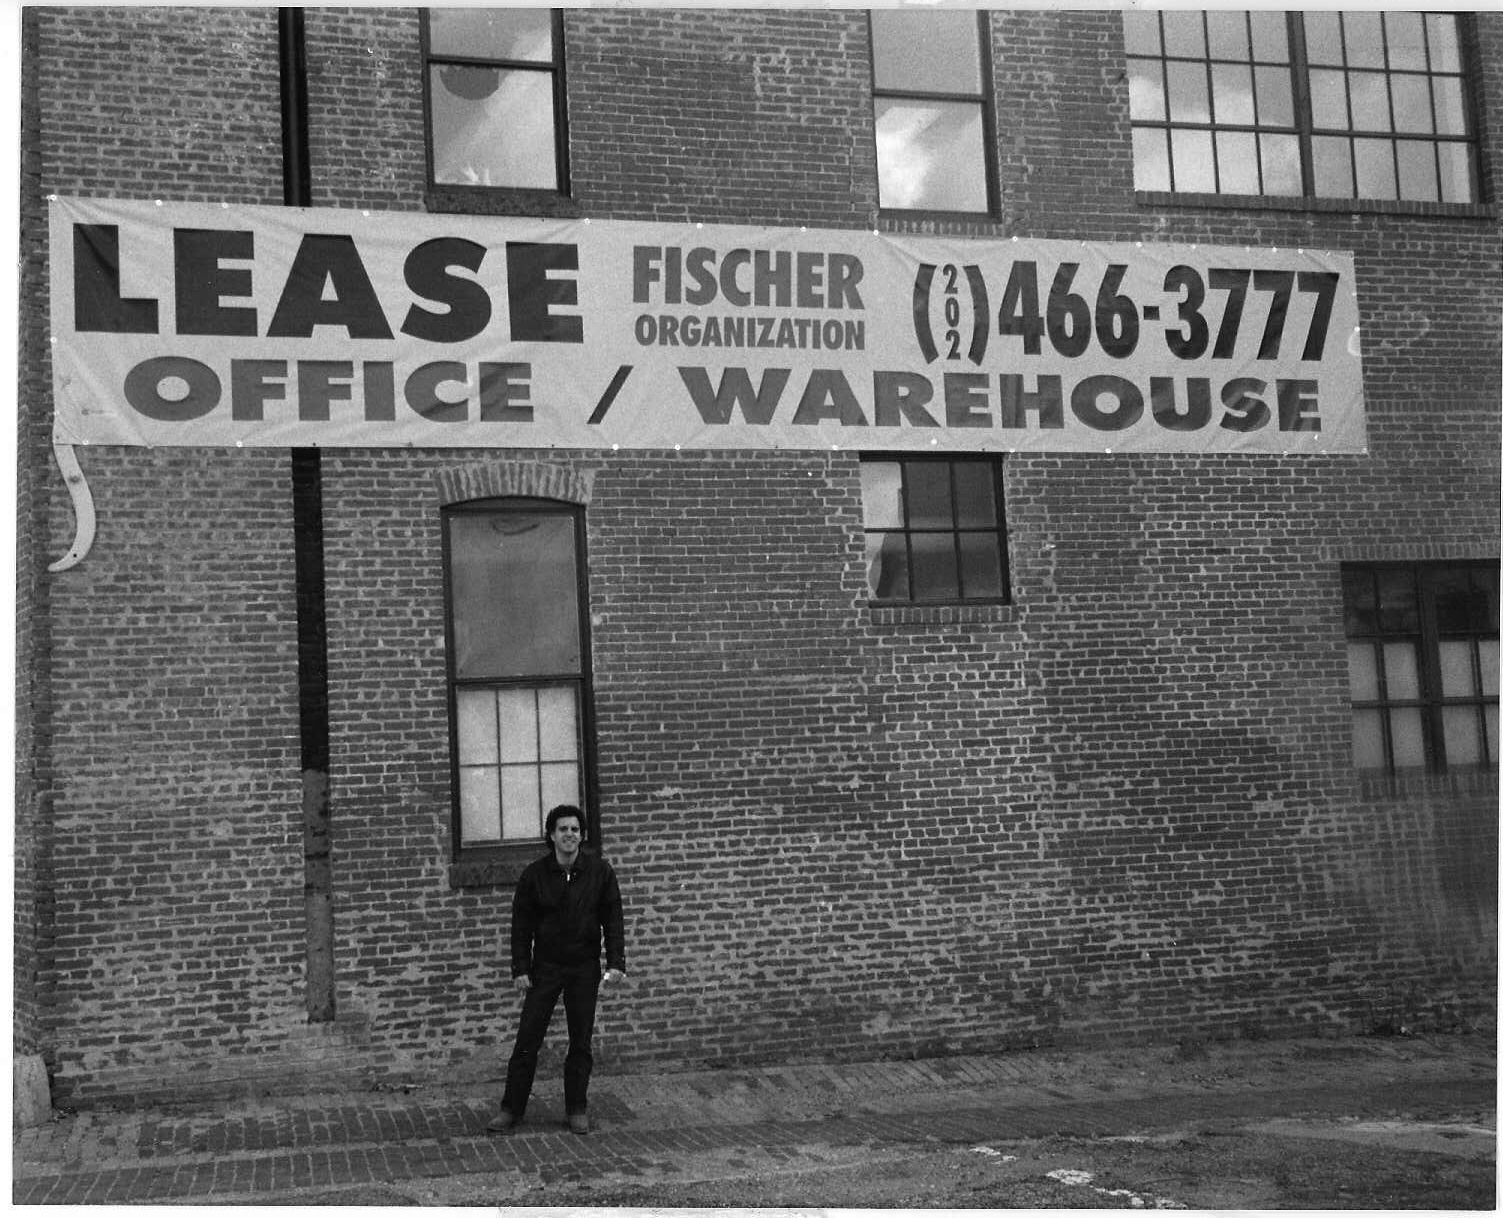 LEASE FISCHER ORGANIZATION (202) 466-3777
OFFICE / WAREHOUSE